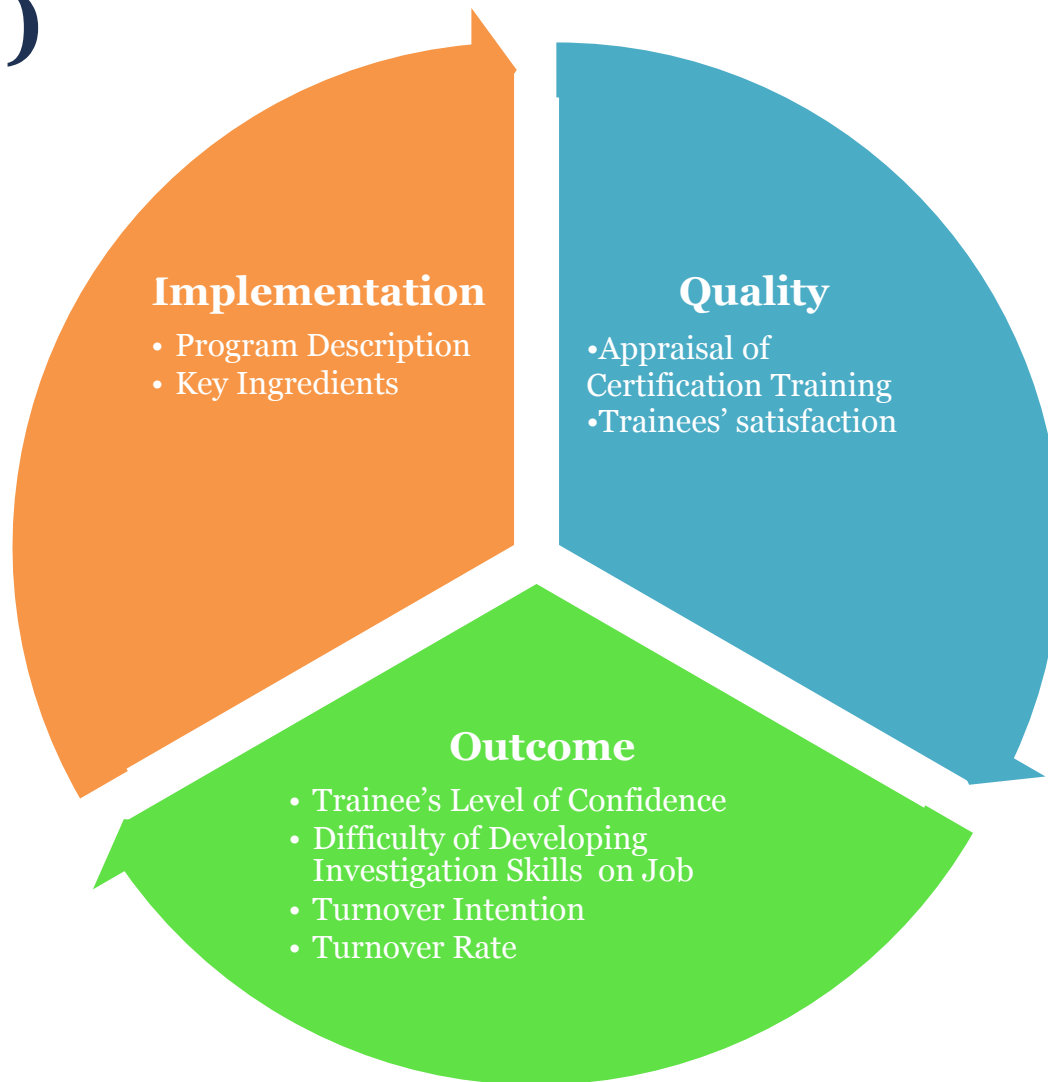 )
Implementation
• Program Description
• Key Ingredients
Quality
•Appraisal of
Certification Training
•Trainees’ satisfaction
Outcome
• Trainee’s Level of Confidence
• Difficulty of Developing
Investigation Skills on Job
• Turnover Intention
• Turnover Rate